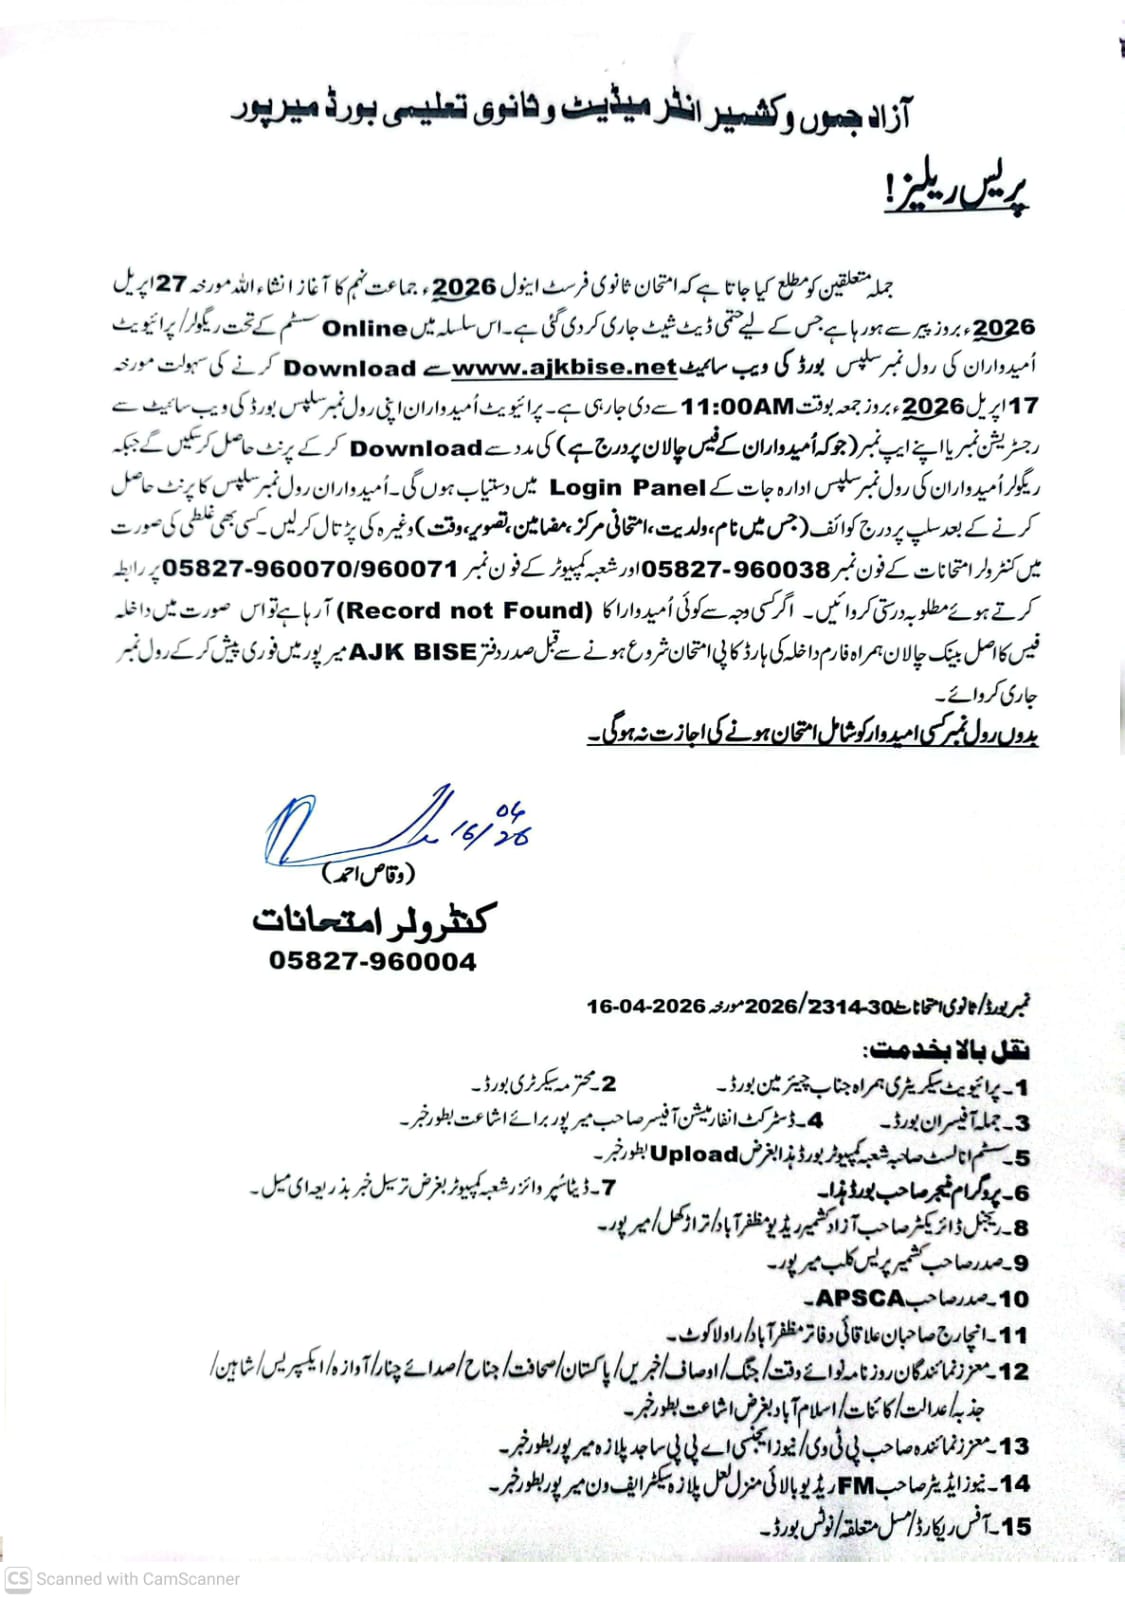 آزاد جموں و کشمیر انٹر میڈیٹ و ثانوی تعلیمی بورڈ میرپور
پریس ریلیز!
جملہ متعلقین کو مطلع کیا جاتا ہے کہ امتحان ثانوی فرسٹ اینول 2026ء جماعت نہم کا آغاز انشاء اللہ مورخہ 27 اپریل
2026ء بروز پیر سے ہو رہا ہے جس کے لیے حتمی ڈیٹ شیٹ جاری کر دی گئی ہے۔ اس سلسلہ میں Online سسٹم کے تحت ریگولر/پرائیویٹ
اُمیدواران کی رول نمبر سلپس بورڈ کی ویب سائیٹ www.ajkbise.net سے Download کرنے کی سہولت مورخہ
17 اپریل 2026ء بروز جمعہ بوقت 11:00AM سے دی جا رہی ہے۔ پرائیویٹ اُمیدواران اپنی رول نمبر سلپس بورڈ کی ویب سائیٹ سے
رجسٹریشن نمبر یا اپنے ایپ نمبر (جو کہ اُمیدواران کے فیس چالان پر درج ہے) کی مدد سے Download کر کے پرنٹ حاصل کر سکیں گے جبکہ
ریگولر اُمیدواران کی رول نمبر سلپس ادارہ جات کے Login Panel میں دستیاب ہوں گی۔ اُمیدواران رول نمبر سلپس کا پرنٹ حاصل
کرنے کے بعد سلپ پر درج کوائف (جس میں نام، ولدیت، امتحانی مرکز، مضامین، تصویر، وقت) وغیرہ کی پڑتال کر لیں۔ کسی بھی غلطی کی صورت
میں کنٹرولر امتحانات کے فون نمبر 05827-960038 اور شعبہ کمپیوٹر کے فون نمبر 05827-960070/960071 پر رابطہ
کرتے ہوئے مطلوبہ درستی کروائیں۔ اگر کسی وجہ سے کوئی اُمیدوارا کا (Record not Found) آ رہا ہے تو اس صورت میں داخلہ
فیس کا اصل بینک چالان ہمراہ فارم داخلہ کی ہارڈ کاپی امتحان شروع ہونے سے قبل صدر دفتر AJK BISE میرپور میں فوری پیش کر کے رول نمبر
جاری کروائے۔
بدوں رول نمبر کسی امیدوار کو شامل امتحان ہونے کی اجازت نہ ہوگی۔
16/04/26
(وقاص احمد)
کنٹرولر امتحانات
05827-960004
نمبر بورڈ/ثانوی امتحانات/2314-30/2026 مورخہ 16-04-2026
نقل بالا بخدمت:
1۔ پرائیویٹ سیکریٹری ہمراہ جناب چیئرمین بورڈ۔ 2۔ محترمہ سیکرٹری بورڈ۔
3۔ جملہ آفیسران بورڈ۔ 4۔ ڈسٹرکٹ انفارمیشن آفیسر صاحب میرپور برائے اشاعت بطور خبر۔
5۔ سسٹم انالسٹ صاحبہ شعبہ کمپیوٹر بورڈ ہذا بغرض Upload بطور خبر۔
6۔ پروگرام منیجر صاحب بورڈ ہذا۔ 7۔ ڈیٹا سپروائزر شعبہ کمپیوٹر بغرض ترسیل خبر بذریعہ ای میل۔
8۔ ریجنل ڈائریکٹر صاحب آزاد کشمیر ریڈیو مظفرآباد/تراڑکھل/میرپور۔
9۔ صدر صاحب کشمیر پریس کلب میرپور۔
10۔ صدر صاحب APSCA۔
11۔ انچارج صاحبان علاقائی دفاتر مظفرآباد/راولاکوٹ۔
12۔ معزز نمائندگان روزنامہ نوائے وقت/جنگ/اوصاف/خبریں/پاکستان/صحافت/جناح/صدائے چنار/آوازہ/ایکسپریس/شاہین/
جذبہ/عدالت/کائنات/اسلام آباد بغرض اشاعت بطور خبر۔
13۔ معزز نمائندہ صاحب پی ٹی وی/نیوز ایجنسی اے پی پی ساجد پلازہ میرپور بطور خبر۔
14۔ نیوز ایڈیٹر صاحب FM ریڈیو بالائی منزل لعل پلازہ سیکٹر ایف ون میرپور بطور خبر۔
15۔ آفس ریکارڈ/مسل متعلقہ/نوٹس بورڈ۔
CS Scanned with CamScanner